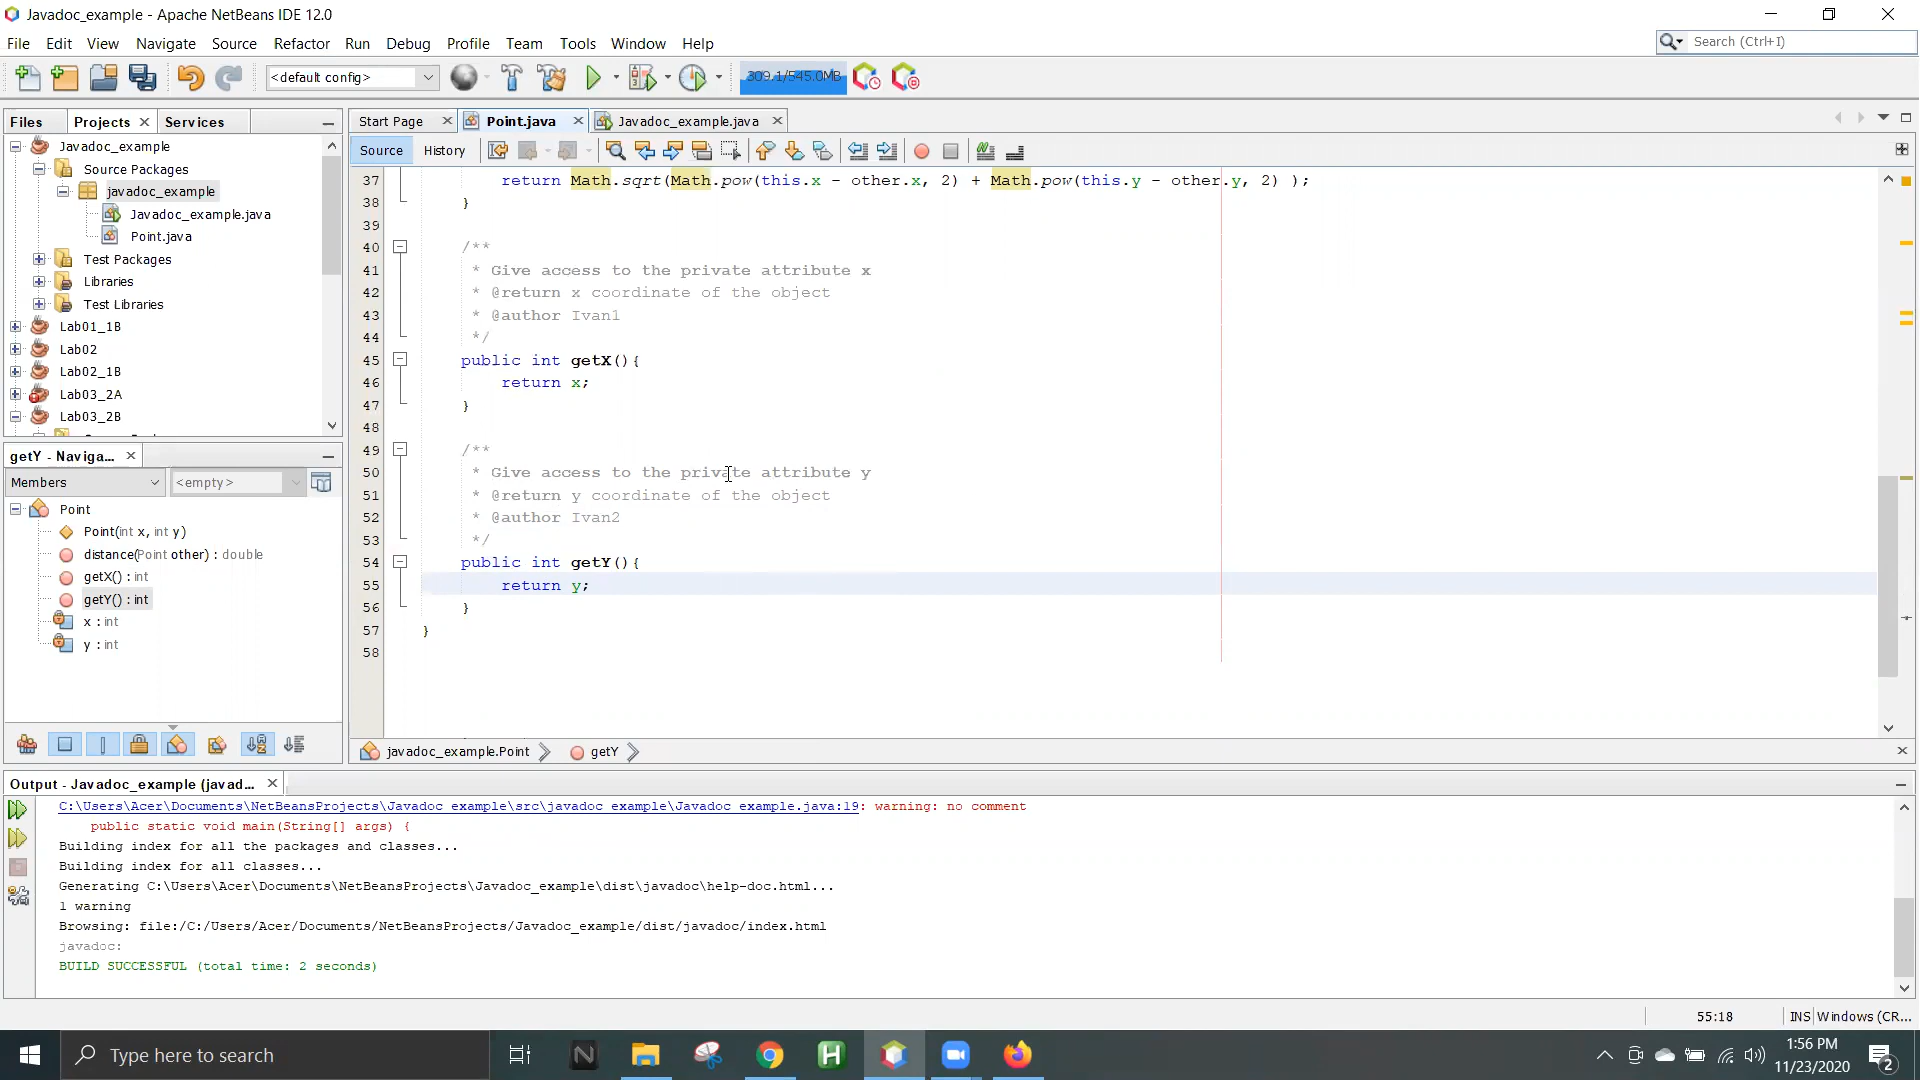 Javadoc_example - Apache NetBeans IDE 12.0
File Edit View Navigate Source Refactor Run Debug Profile Team Tools Window Help
Search (Ctrl+I)
<default config>
309.1/545.0MB
Files Projects Services
Start Page Point.java Javadoc_example.java
Source History
Javadoc_example
Source Packages
javadoc_example
Javadoc_example.java
Point.java
Test Packages
Libraries
Test Libraries
Lab01_1B
Lab02
Lab02_1B
Lab03_2A
Lab03_2B
getY - Naviga...
Members <empty>
Point
Point(int x, int y)
distance(Point other) : double
getX() : int
getY() : int
x : int
y : int
37 return Math.sqrt(Math.pow(this.x - other.x, 2) + Math.pow(this.y - other.y, 2) );
38 }
39
40 /**
41 * Give access to the private attribute x
42 * @return x coordinate of the object
43 * @author Ivan1
44 */
45 public int getX(){
46 return x;
47 }
48
49 /**
50 * Give access to the private attribute y
51 * @return y coordinate of the object
52 * @author Ivan2
53 */
54 public int getY(){
55 return y;
56 }
57 }
58
javadoc_example.Point getY
Output - Javadoc_example (javad...
C:\Users\Acer\Documents\NetBeansProjects\Javadoc_example\src\javadoc_example\Javadoc_example.java:19: warning: no comment
public static void main(String[] args) {
Building index for all the packages and classes...
Building index for all classes...
Generating C:\Users\Acer\Documents\NetBeansProjects\Javadoc_example\dist\javadoc\help-doc.html...
1 warning
Browsing: file:/C:/Users/Acer/Documents/NetBeansProjects/Javadoc_example/dist/javadoc/index.html
javadoc:
BUILD SUCCESSFUL (total time: 2 seconds)
55:18 INS Windows (CR...
Type here to search
1:56 PM
11/23/2020
2